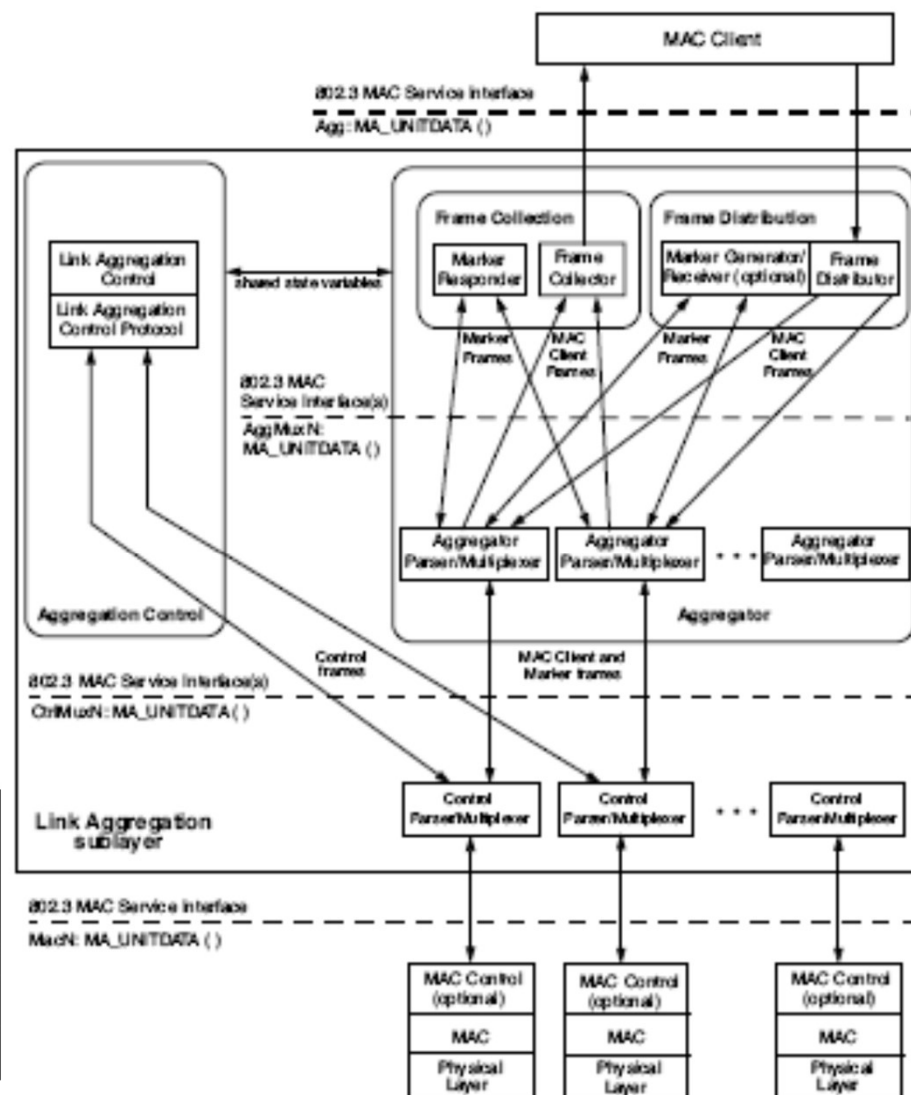 MAC Client
802.3 MAC Service interface
Agg: MA_UNITDATA ( )
Frame Collection
Frame Distribution
Link Aggregation
Control
Link Aggregation
Control Protocol
shared state variables
Marker
Responder
Frame
Collector
Marker Generator/
Receiver (optional)
Frame
Distributor
Marker
Frames
MAC
Client
Frames
Marker
Frames
MAC
Client
Frames
802.3 MAC
Service Interface(s)
AggMuxN:
MA_UNITDATA ( )
Aggregator
Parser/Multiplexer
Aggregator
Parser/Multiplexer
• • •
Aggregator
Parser/Multiplexer
Aggregation Control
Aggregator
Control
frames
MAC Client and
Marker frames
802.3 MAC Service Interface(s)
CtrlMuxN: MA_UNITDATA ( )
Link Aggregation
sublayer
Control
Parser/Multiplexer
Control
Parser/Multiplexer
• • •
Control
Parser/Multiplexer
802.3 MAC Service interface
MacN: MA_UNITDATA ( )
MAC Control
(optional)
MAC
Physical
Layer
MAC Control
(optional)
MAC
Physical
Layer
MAC Control
(optional)
MAC
Physical
Layer